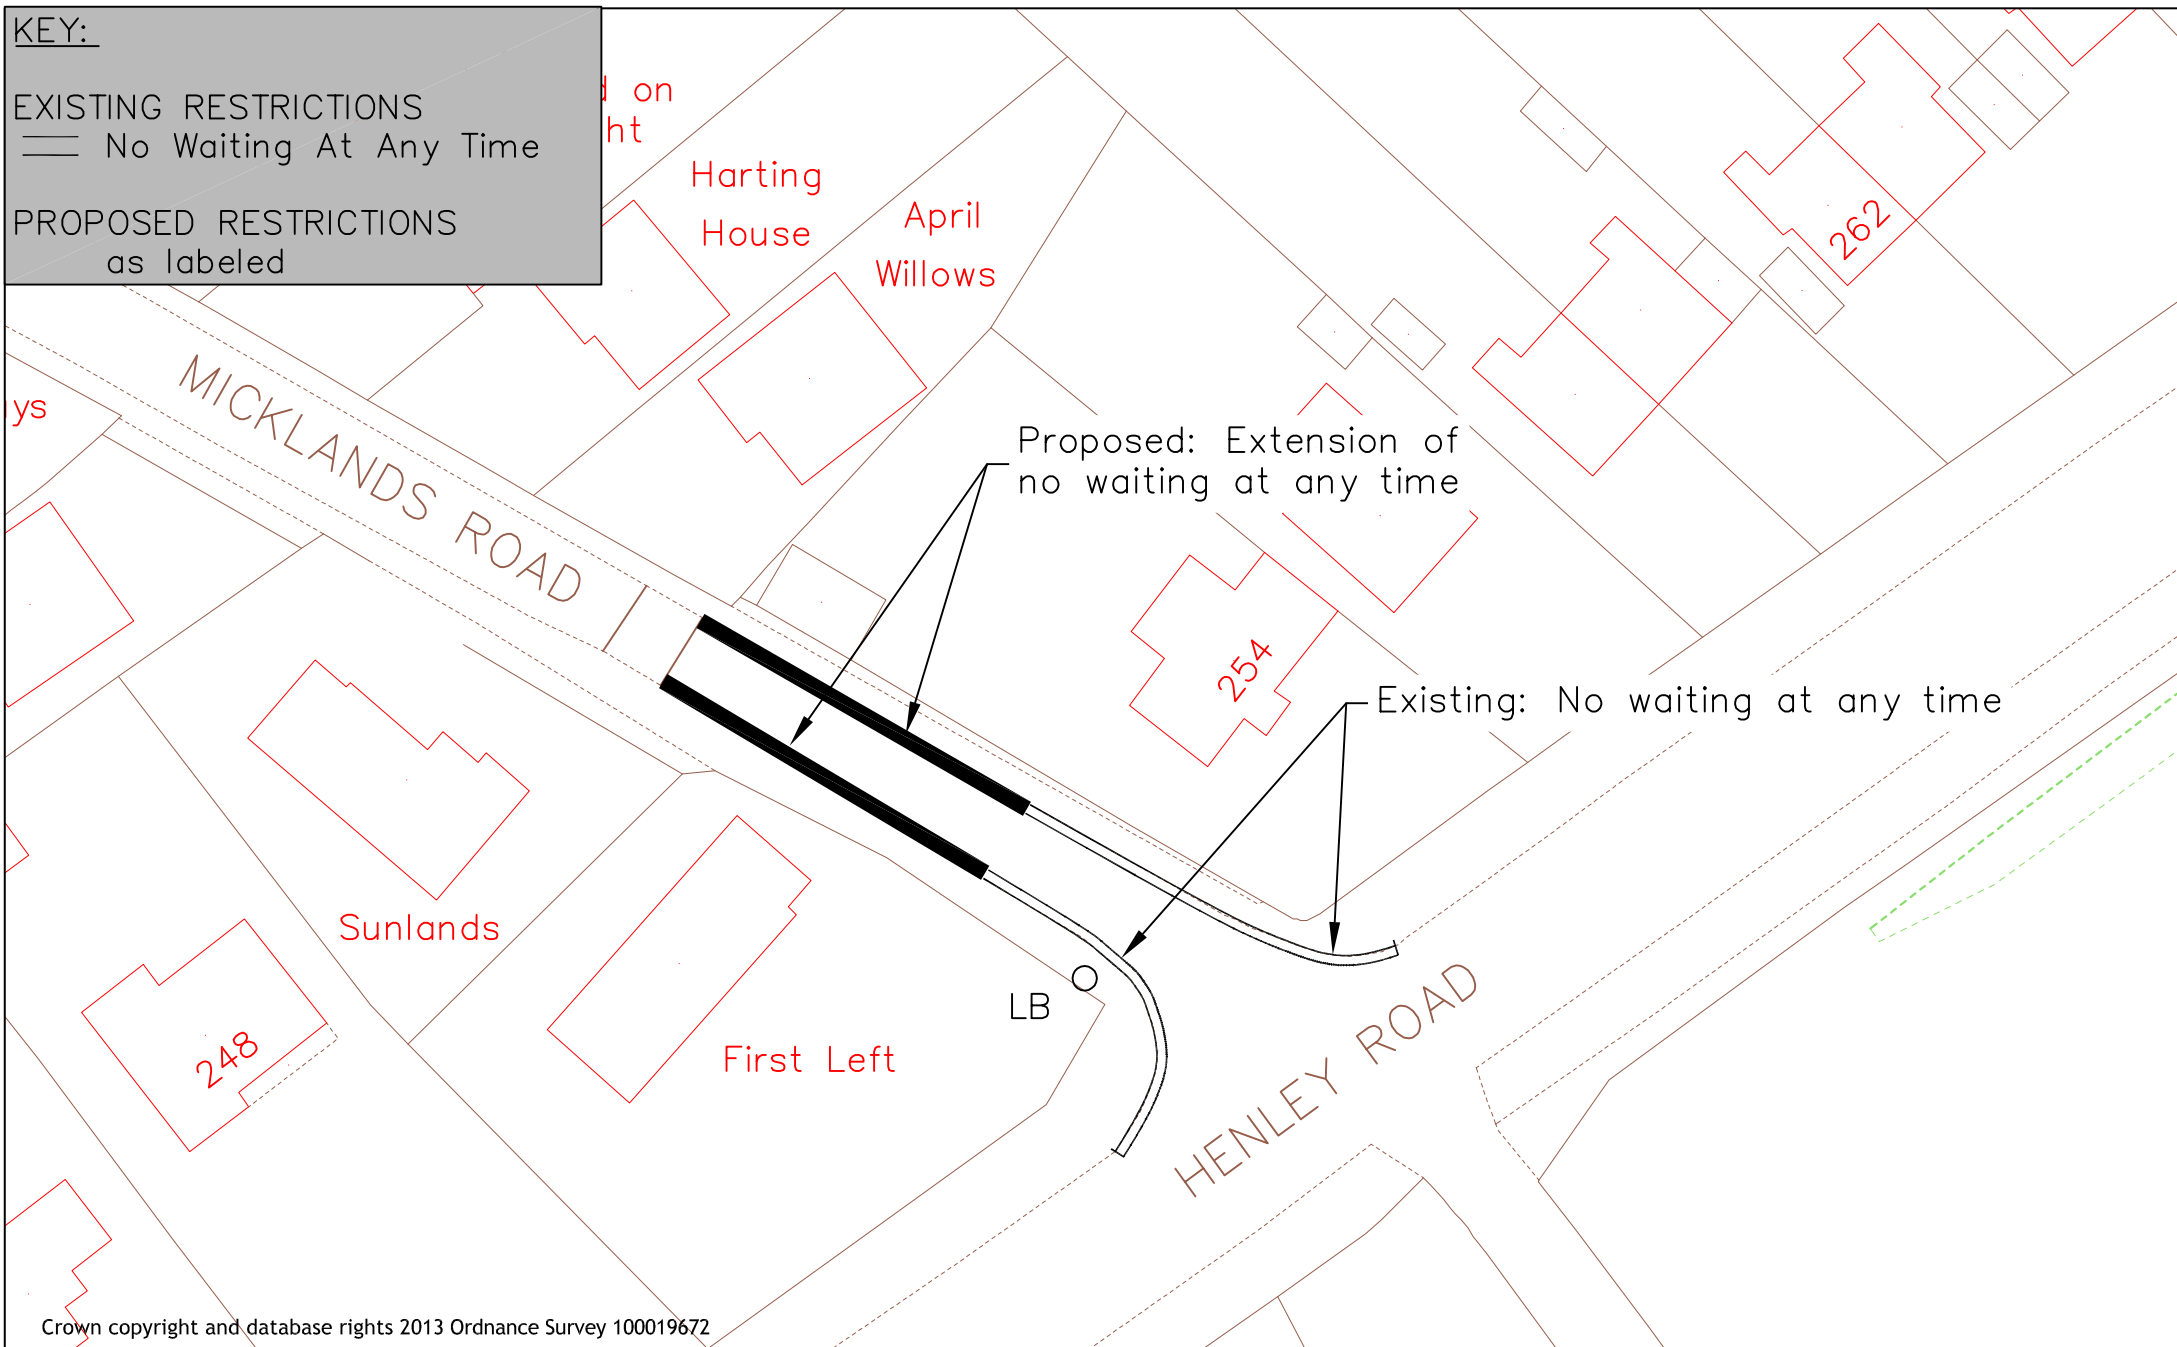 KEY:
EXISTING RESTRICTIONS
No Waiting At Any Time
PROPOSED RESTRICTIONS
as labeled
on
Harting
House
April
Willows
262
MICKLANDS ROAD
Proposed: Extension of
no waiting at any time
254
Existing: No waiting at any time
Sunlands
LB
248
First Left
HENLEY ROAD
Crown copyright and database rights 2013 Ordnance Survey 100019672